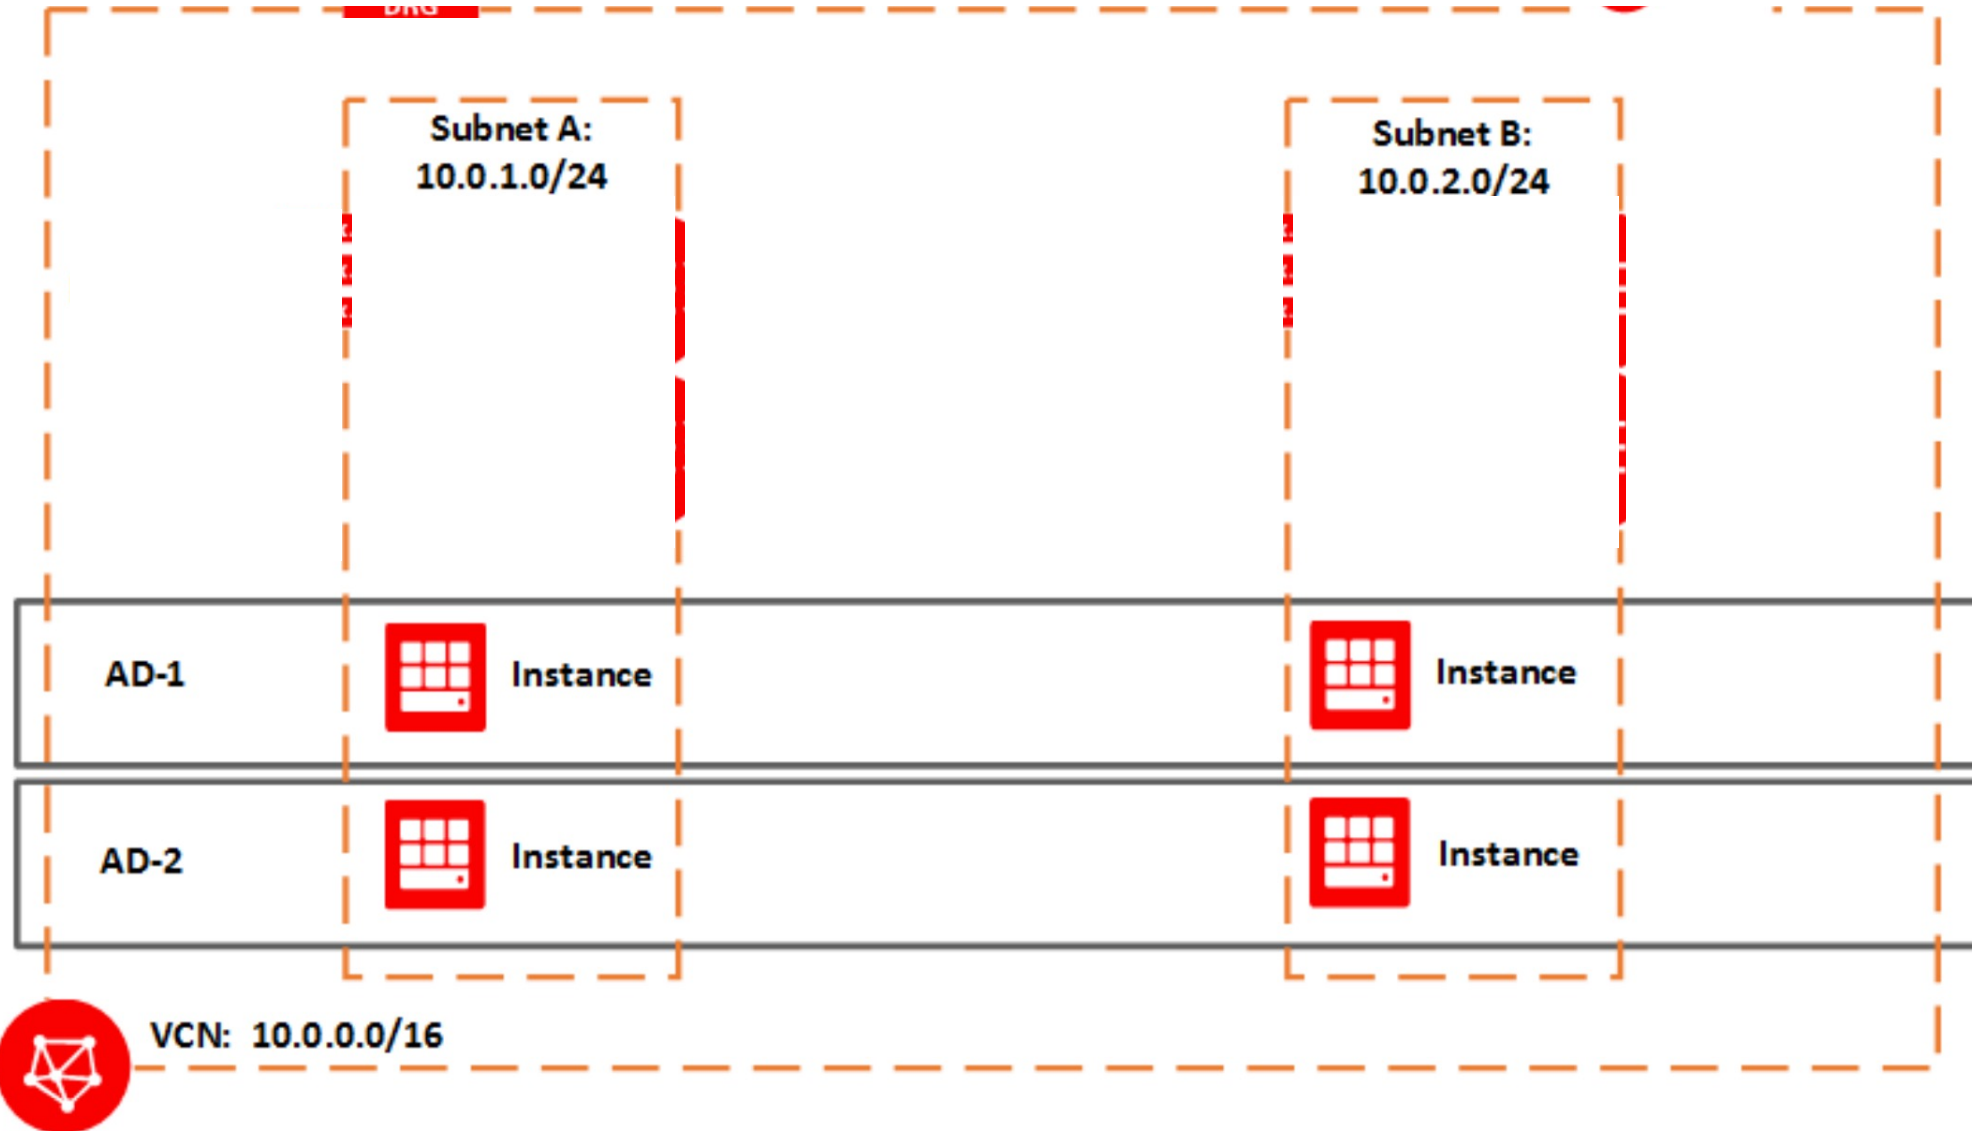 DRG
Subnet A:
10.0.1.0/24
Subnet B:
10.0.2.0/24
AD-1
Instance
Instance
AD-2
Instance
Instance
VCN: 10.0.0.0/16